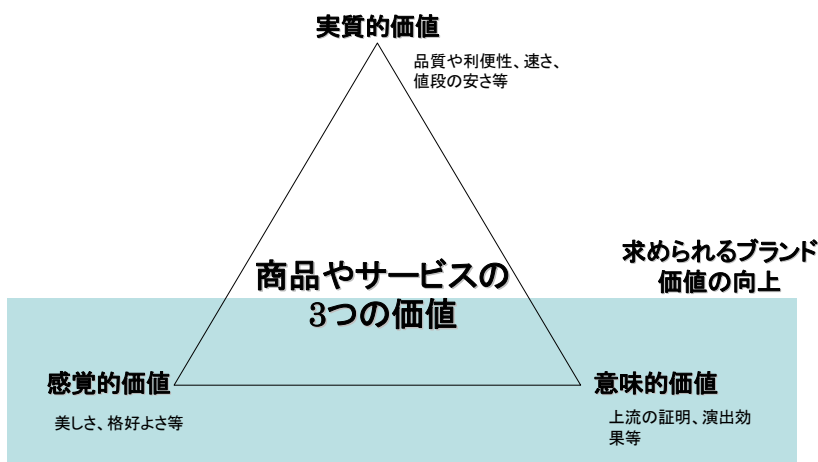 実質的価値
品質や利便性、速さ、
値段の安さ等
商品やサービスの
3つの価値
求められるブランド
価値の向上
感覚的価値
美しさ、格好よさ等
意味的価値
上流の証明、演出効
果等